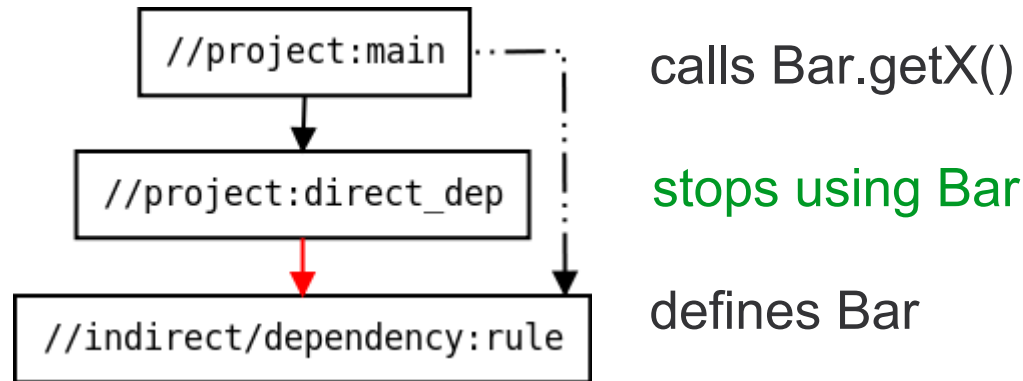 //project:main
calls Bar.getX()
//project:direct_dep
stops using Bar
//indirect/dependency:rule
defines Bar